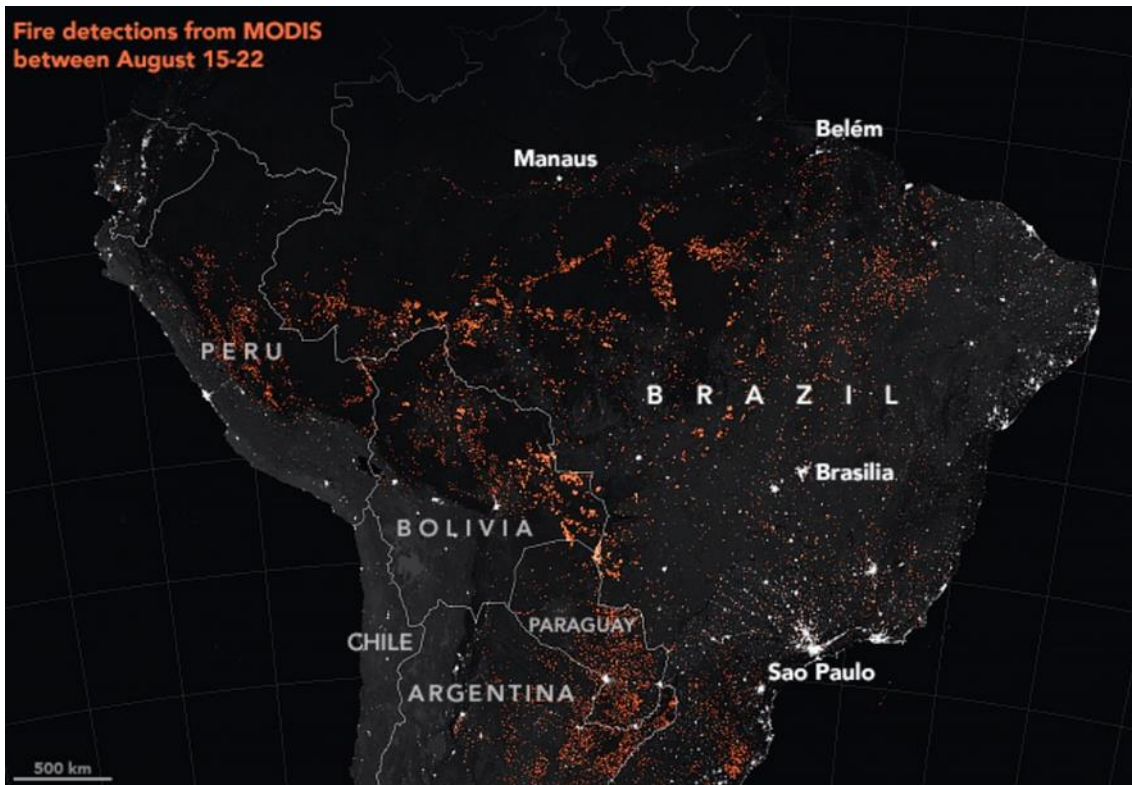 Fire detections from MODIS
between August 15-22
Belém
Manaus
PERU
BRAZIL
Brasilia
BOLIVIA
PARAGUAY
CHILE
Sao Paulo
ARGENTINA
500 km